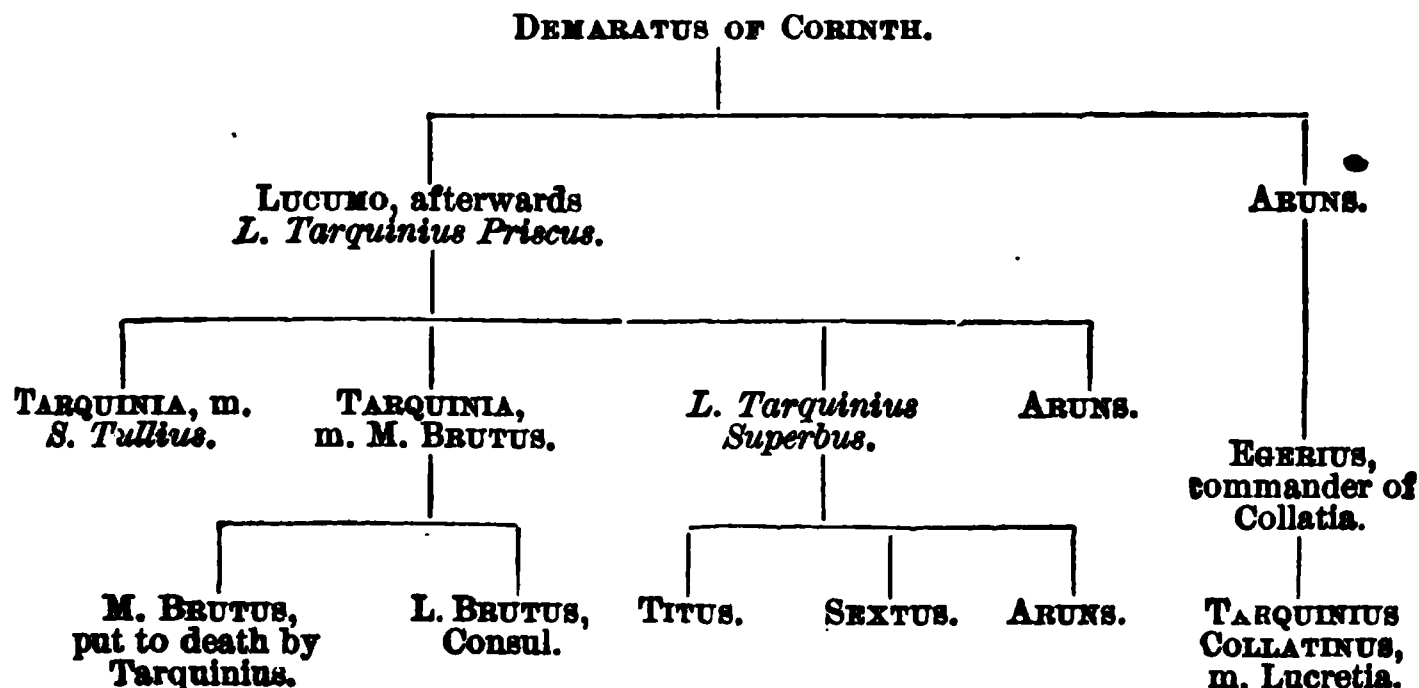 DEMARATUS OF CORINTH.
LUCUMO, afterwards
L. Tarquinius Priscus.
ARUNS.
TARQUINIA, m.
S. Tullius.
TARQUINIA,
m. M. BRUTUS.
L. Tarquinius
Superbus.
ARUNS.
EGERIUS,
commander of
Collatia.
M. BRUTUS,
put to death by
Tarquinius.
L. BRUTUS,
Consul.
TITUS.
SEXTUS.
ARUNS.
TARQUINIUS
COLLATINUS,
m. Lucretia.